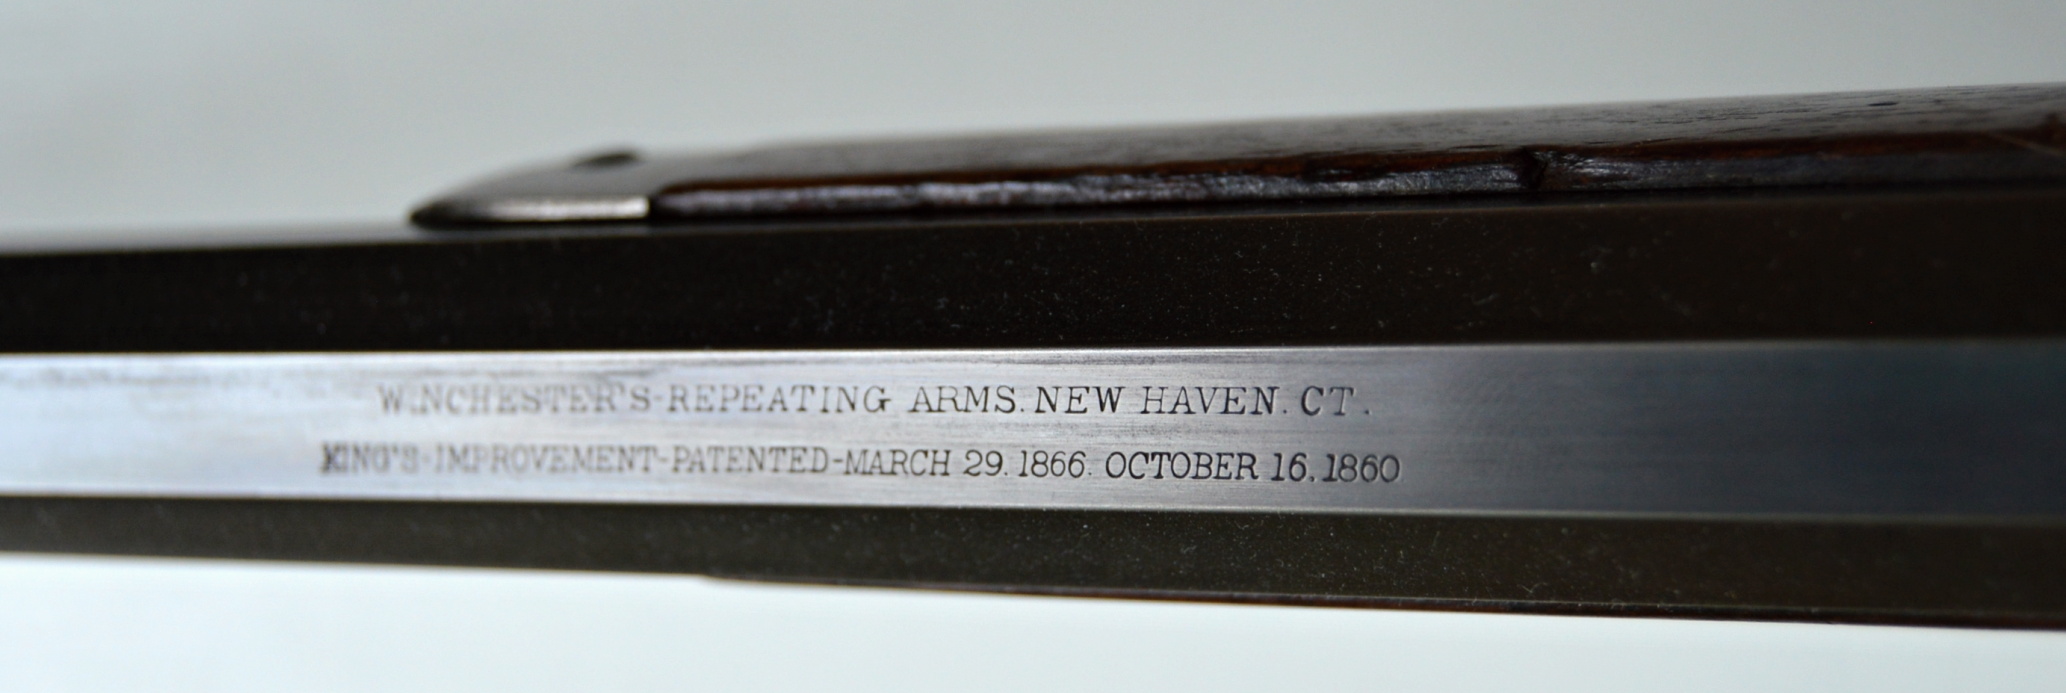 WINCHESTER'S-REPEATING ARMS. NEW HAVEN. CT.
KING'S-IMPROVEMENT-PATENTED-MARCH 29. 1866. OCTOBER 16, 1860